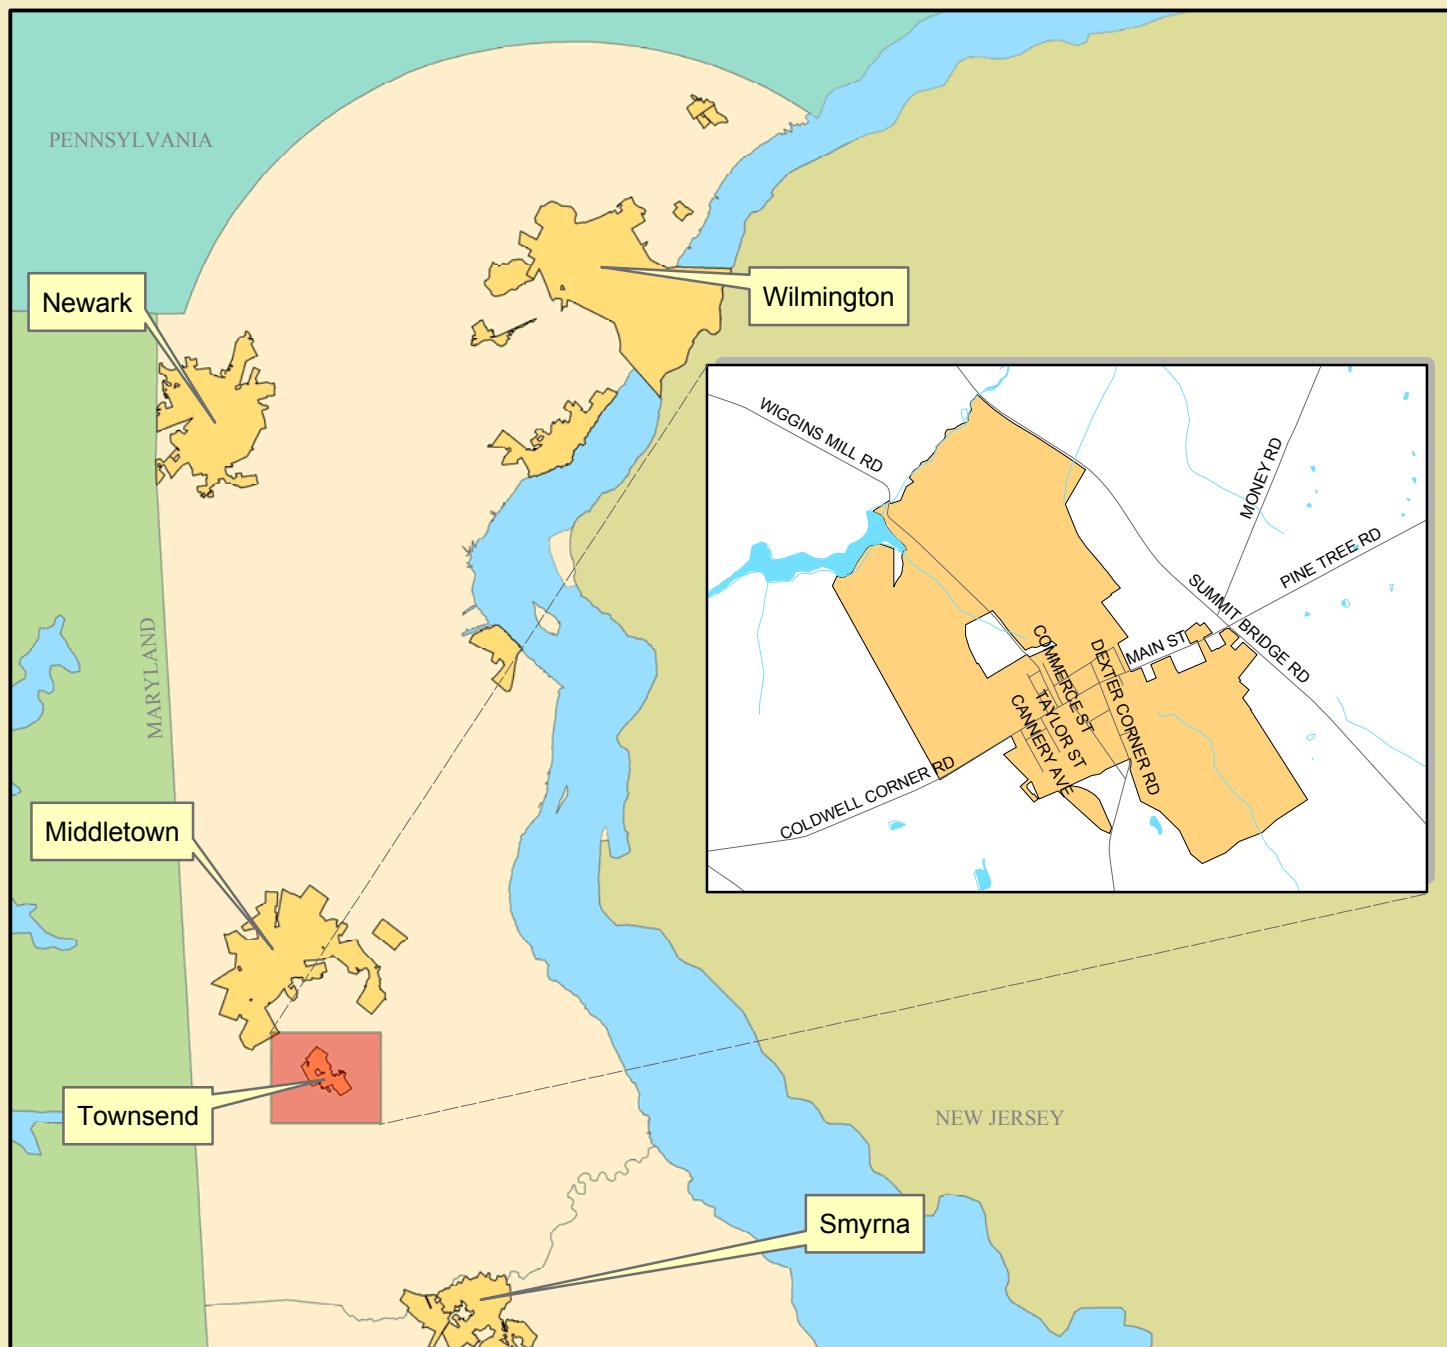 PENNSYLVANIA
Newark
Wilmington
WIGGINS MILL RD
MONEY RD
PINE TREE RD
SUMMIT BRIDGE RD
MAIN ST
COMMERCE ST
DEXTER CORNER RD
TAYLOR ST
CANNERY AVE
COLDWELL CORNER RD
MARYLAND
Middletown
Townsend
NEW JERSEY
Smyrna